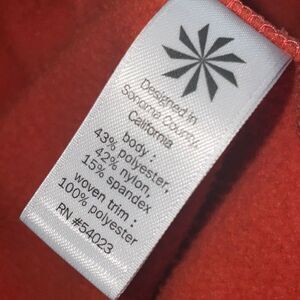 Designed in
Sonoma County,
California
body :
43% polyester,
42% nylon,
15% spandex
woven trim :
100% polyester
RN #54023